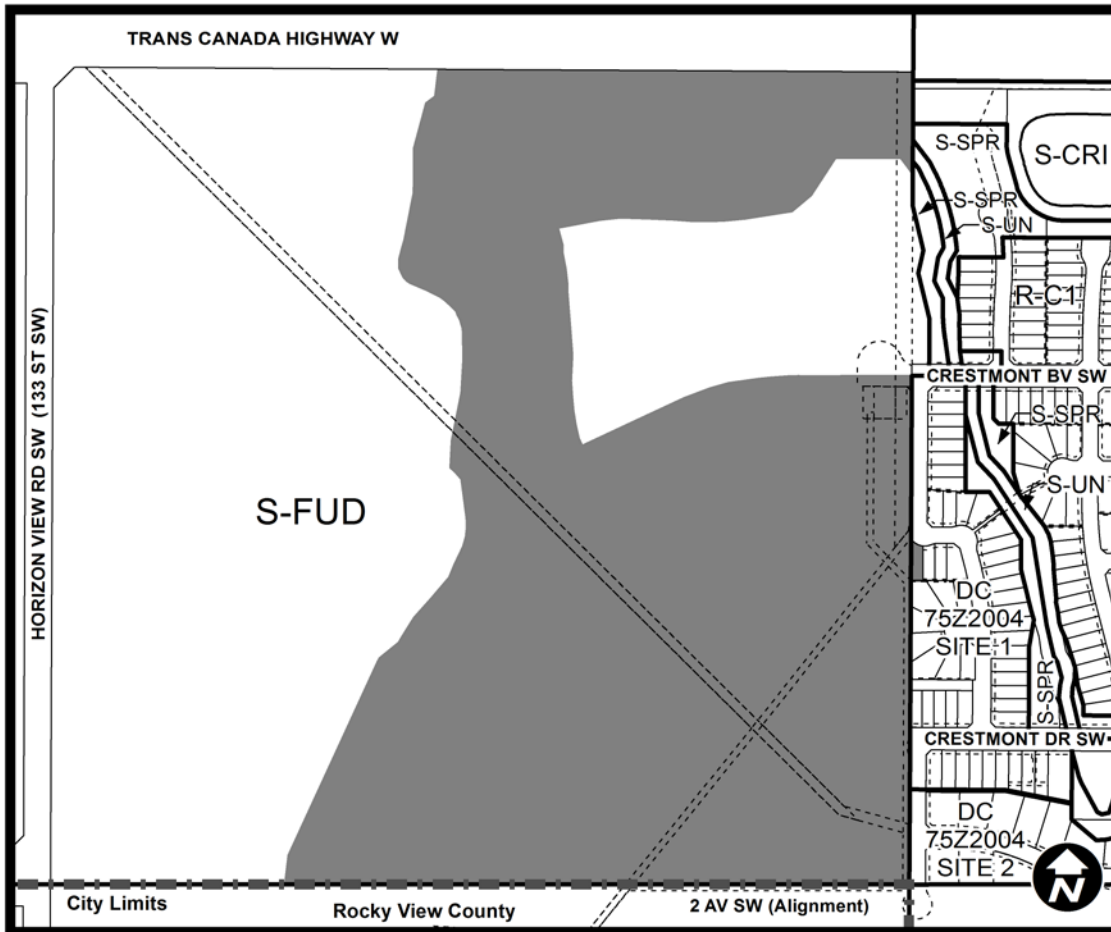 TRANS CANADA HIGHWAY W
S-SPR
S-CRI
S-SPR
S-UN
R-C1
HORIZON VIEW RD SW (133 ST SW)
CRESTMONT BV SW
S-SPR
S-UN
S-FUD
DC
75Z2004
SITE 1
S-SPR
CRESTMONT DR SW
DC
75Z2004
SITE 2
N
City Limits
Rocky View County
2 AV SW (Alignment)